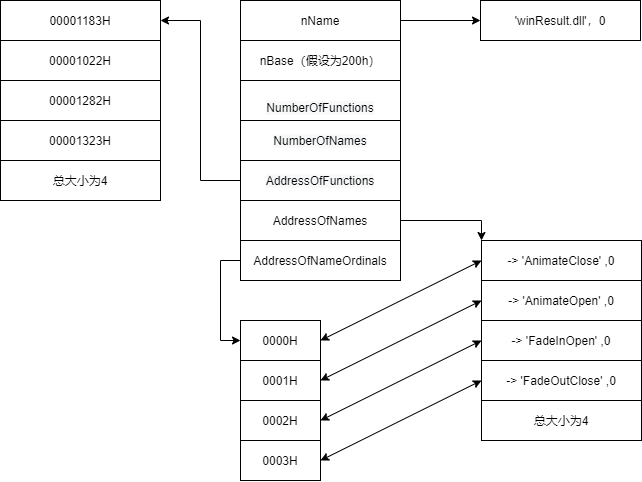 00001183H
00001022H
00001282H
00001323H
总大小为4
nName
nBase（假设为200h）
NumberOfFunctions
NumberOfNames
AddressOfFunctions
AddressOfNames
AddressOfNameOrdinals
'winResult.dll'，0
-> 'AnimateClose' ,0
-> 'AnimateOpen' ,0
-> 'FadeInOpen' ,0
-> 'FadeOutClose' ,0
总大小为4
0000H
0001H
0002H
0003H